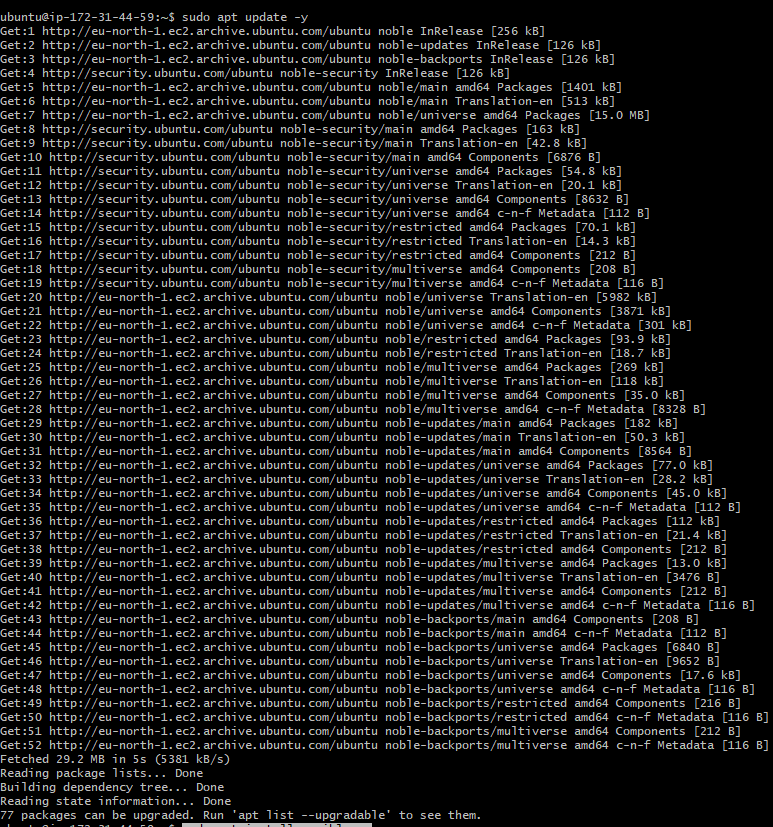 ubuntu@ip-172-31-44-59:~$ sudo apt update -y
Get:1 http://eu-north-1.ec2.archive.ubuntu.com/ubuntu noble InRelease [256 kB]
Get:2 http://eu-north-1.ec2.archive.ubuntu.com/ubuntu noble-updates InRelease [126 kB]
Get:3 http://eu-north-1.ec2.archive.ubuntu.com/ubuntu noble-backports InRelease [126 kB]
Get:4 http://security.ubuntu.com/ubuntu noble-security InRelease [126 kB]
Get:5 http://eu-north-1.ec2.archive.ubuntu.com/ubuntu noble/main amd64 Packages [1401 kB]
Get:6 http://eu-north-1.ec2.archive.ubuntu.com/ubuntu noble/main Translation-en [513 kB]
Get:7 http://eu-north-1.ec2.archive.ubuntu.com/ubuntu noble/universe amd64 Packages [15.0 MB]
Get:8 http://security.ubuntu.com/ubuntu noble-security/main amd64 Packages [163 kB]
Get:9 http://security.ubuntu.com/ubuntu noble-security/main Translation-en [42.8 kB]
Get:10 http://security.ubuntu.com/ubuntu noble-security/main amd64 Components [6876 B]
Get:11 http://security.ubuntu.com/ubuntu noble-security/universe amd64 Packages [54.8 kB]
Get:12 http://security.ubuntu.com/ubuntu noble-security/universe Translation-en [20.1 kB]
Get:13 http://security.ubuntu.com/ubuntu noble-security/universe amd64 Components [8632 B]
Get:14 http://security.ubuntu.com/ubuntu noble-security/universe amd64 c-n-f Metadata [112 B]
Get:15 http://security.ubuntu.com/ubuntu noble-security/restricted amd64 Packages [70.1 kB]
Get:16 http://security.ubuntu.com/ubuntu noble-security/restricted Translation-en [14.3 kB]
Get:17 http://security.ubuntu.com/ubuntu noble-security/restricted amd64 Components [212 B]
Get:18 http://security.ubuntu.com/ubuntu noble-security/multiverse amd64 Components [208 B]
Get:19 http://security.ubuntu.com/ubuntu noble-security/multiverse amd64 c-n-f Metadata [116 B]
Get:20 http://eu-north-1.ec2.archive.ubuntu.com/ubuntu noble/universe Translation-en [5982 kB]
Get:21 http://eu-north-1.ec2.archive.ubuntu.com/ubuntu noble/universe amd64 Components [3871 kB]
Get:22 http://eu-north-1.ec2.archive.ubuntu.com/ubuntu noble/universe amd64 c-n-f Metadata [301 kB]
Get:23 http://eu-north-1.ec2.archive.ubuntu.com/ubuntu noble/restricted amd64 Packages [93.9 kB]
Get:24 http://eu-north-1.ec2.archive.ubuntu.com/ubuntu noble/restricted Translation-en [18.7 kB]
Get:25 http://eu-north-1.ec2.archive.ubuntu.com/ubuntu noble/multiverse amd64 Packages [269 kB]
Get:26 http://eu-north-1.ec2.archive.ubuntu.com/ubuntu noble/multiverse Translation-en [118 kB]
Get:27 http://eu-north-1.ec2.archive.ubuntu.com/ubuntu noble/multiverse amd64 Components [35.0 kB]
Get:28 http://eu-north-1.ec2.archive.ubuntu.com/ubuntu noble/multiverse amd64 c-n-f Metadata [8328 B]
Get:29 http://eu-north-1.ec2.archive.ubuntu.com/ubuntu noble-updates/main amd64 Packages [182 kB]
Get:30 http://eu-north-1.ec2.archive.ubuntu.com/ubuntu noble-updates/main Translation-en [50.3 kB]
Get:31 http://eu-north-1.ec2.archive.ubuntu.com/ubuntu noble-updates/main amd64 Components [8564 B]
Get:32 http://eu-north-1.ec2.archive.ubuntu.com/ubuntu noble-updates/universe amd64 Packages [77.0 kB]
Get:33 http://eu-north-1.ec2.archive.ubuntu.com/ubuntu noble-updates/universe Translation-en [28.2 kB]
Get:34 http://eu-north-1.ec2.archive.ubuntu.com/ubuntu noble-updates/universe amd64 Components [45.0 kB]
Get:35 http://eu-north-1.ec2.archive.ubuntu.com/ubuntu noble-updates/universe amd64 c-n-f Metadata [112 B]
Get:36 http://eu-north-1.ec2.archive.ubuntu.com/ubuntu noble-updates/restricted amd64 Packages [112 kB]
Get:37 http://eu-north-1.ec2.archive.ubuntu.com/ubuntu noble-updates/restricted Translation-en [21.4 kB]
Get:38 http://eu-north-1.ec2.archive.ubuntu.com/ubuntu noble-updates/restricted amd64 Components [212 B]
Get:39 http://eu-north-1.ec2.archive.ubuntu.com/ubuntu noble-updates/multiverse amd64 Packages [13.0 kB]
Get:40 http://eu-north-1.ec2.archive.ubuntu.com/ubuntu noble-updates/multiverse Translation-en [3476 B]
Get:41 http://eu-north-1.ec2.archive.ubuntu.com/ubuntu noble-updates/multiverse amd64 Components [212 B]
Get:42 http://eu-north-1.ec2.archive.ubuntu.com/ubuntu noble-updates/multiverse amd64 c-n-f Metadata [116 B]
Get:43 http://eu-north-1.ec2.archive.ubuntu.com/ubuntu noble-backports/main amd64 Components [208 B]
Get:44 http://eu-north-1.ec2.archive.ubuntu.com/ubuntu noble-backports/main amd64 c-n-f Metadata [112 B]
Get:45 http://eu-north-1.ec2.archive.ubuntu.com/ubuntu noble-backports/universe amd64 Packages [6840 B]
Get:46 http://eu-north-1.ec2.archive.ubuntu.com/ubuntu noble-backports/universe Translation-en [9652 B]
Get:47 http://eu-north-1.ec2.archive.ubuntu.com/ubuntu noble-backports/universe amd64 Components [17.6 kB]
Get:48 http://eu-north-1.ec2.archive.ubuntu.com/ubuntu noble-backports/universe amd64 c-n-f Metadata [116 B]
Get:49 http://eu-north-1.ec2.archive.ubuntu.com/ubuntu noble-backports/restricted amd64 Components [216 B]
Get:50 http://eu-north-1.ec2.archive.ubuntu.com/ubuntu noble-backports/restricted amd64 c-n-f Metadata [116 B]
Get:51 http://eu-north-1.ec2.archive.ubuntu.com/ubuntu noble-backports/multiverse amd64 Components [212 B]
Get:52 http://eu-north-1.ec2.archive.ubuntu.com/ubuntu noble-backports/multiverse amd64 c-n-f Metadata [116 B]
Fetched 29.2 MB in 5s (5381 kB/s)
Reading package lists... Done
Building dependency tree... Done
Reading state information... Done
77 packages can be upgraded. Run 'apt list --upgradable' to see them.
ubuntu@ip-172-31-44-59:~$